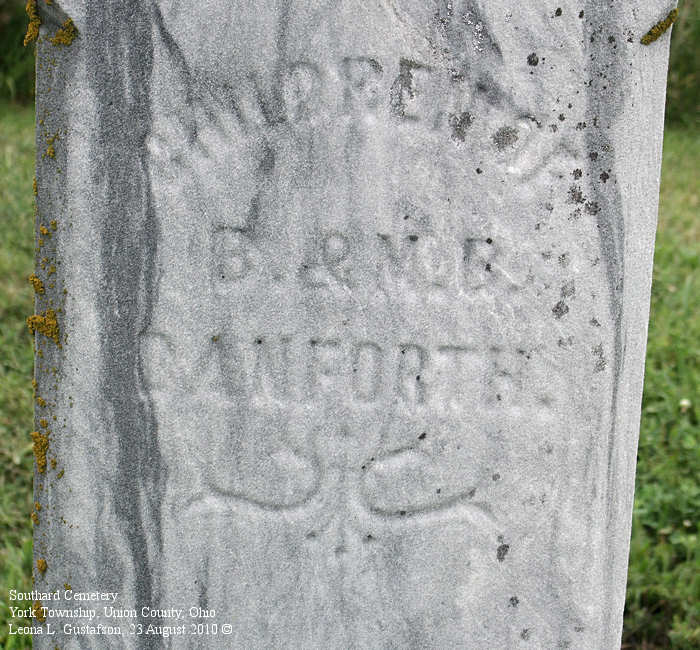 CHILDREN OF
B. & M. B.
DANFORTH.
Southard Cemetery
York Township, Union County, Ohio
Leona L. Gustafson, 23 August 2010 ©